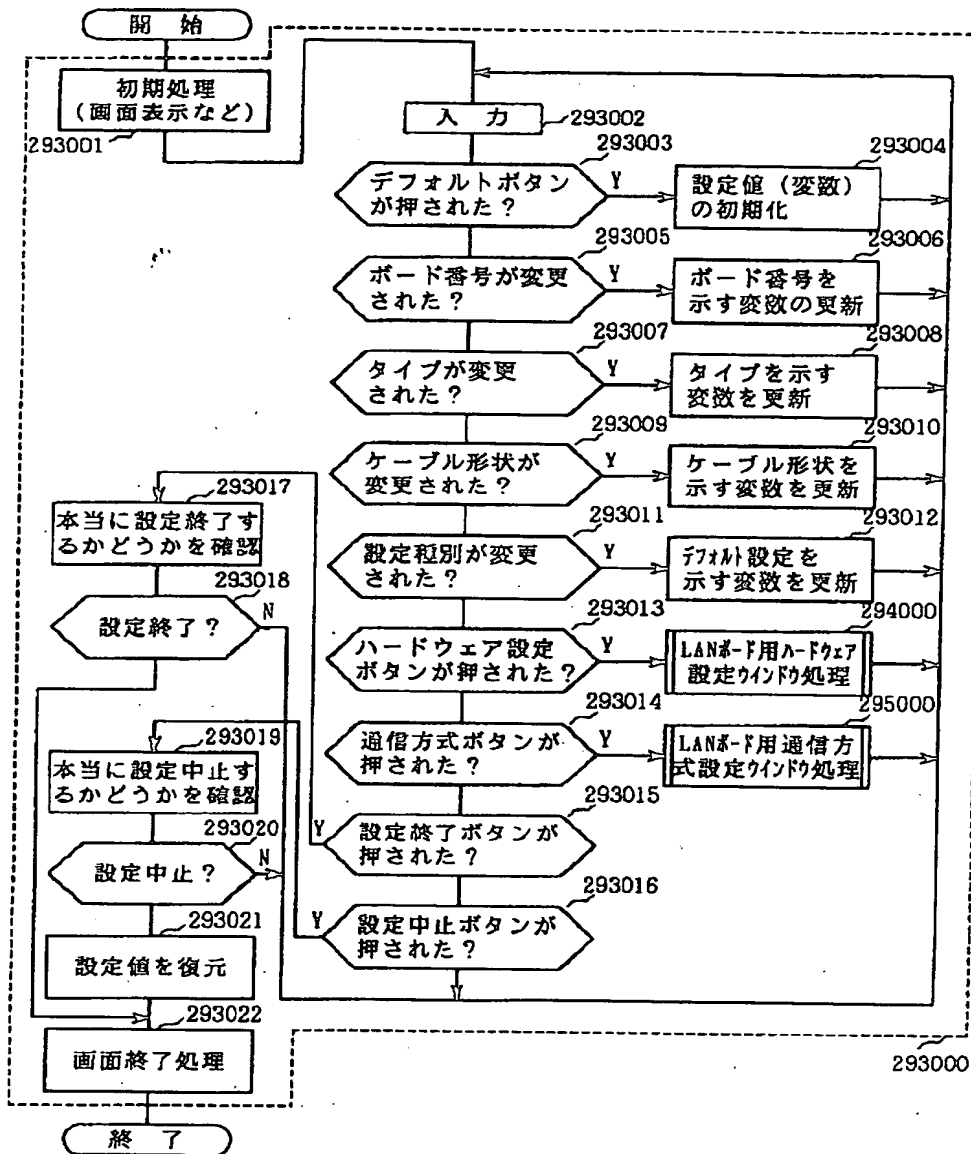 開始
初期処理
(画面表示など)
293001
入力
293002
293003
デフォルトボタン
が押された?
Y
293004
設定値(変数)
の初期化
293005
ボード番号が変更
された?
Y
293006
ボード番号を
示す変数の更新
293007
タイプが変更
された?
Y
293008
タイプを示す
変数を更新
293009
ケーブル形状が
変更された?
Y
293010
ケーブル形状を
示す変数を更新
293011
設定種別が変更
された?
Y
293012
デフォルト設定を
示す変数を更新
293013
ハードウェア設定
ボタンが押された?
Y
294000
LANボード用ハードウェア
設定ウインドウ処理
293014
通信方式ボタンが
押された?
Y
295000
LANボード用通信方
式設定ウインドウ処理
293015
設定終了ボタンが
押された?
Y
293016
設定中止ボタンが
押された?
Y
293017
本当に設定終了す
るかどうかを確認
293018
設定終了?
N
293019
本当に設定中止す
るかどうかを確認
293020
設定中止?
N
293021
設定値を復元
293022
画面終了処理
293000
終了